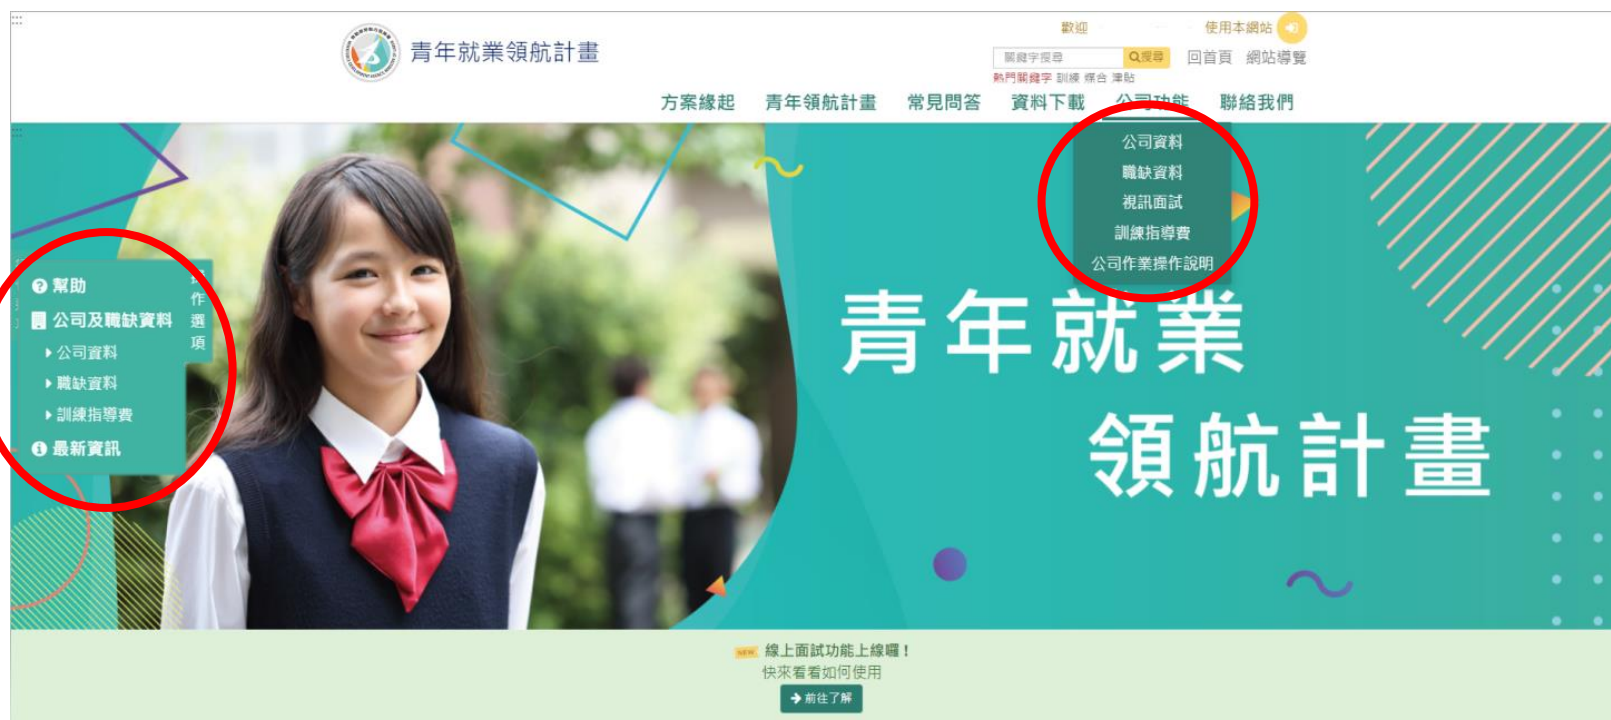 歡迎 使用本網站
青年就業領航計畫
關鍵字搜尋 搜尋 回首頁 網站導覽
熱門關鍵字 訓練 媒合 津貼
方案緣起 青年領航計畫 常見問答 資料下載 公司功能 聯絡我們
公司資料
職缺資料
視訊面試
訓練指導費
公司作業操作說明
操作選項
幫助
公司及職缺資料
公司資料
職缺資料
訓練指導費
最新資訊
青年就業
領航計畫
NEW 線上面試功能上線囉！
快來看看如何使用
前往了解